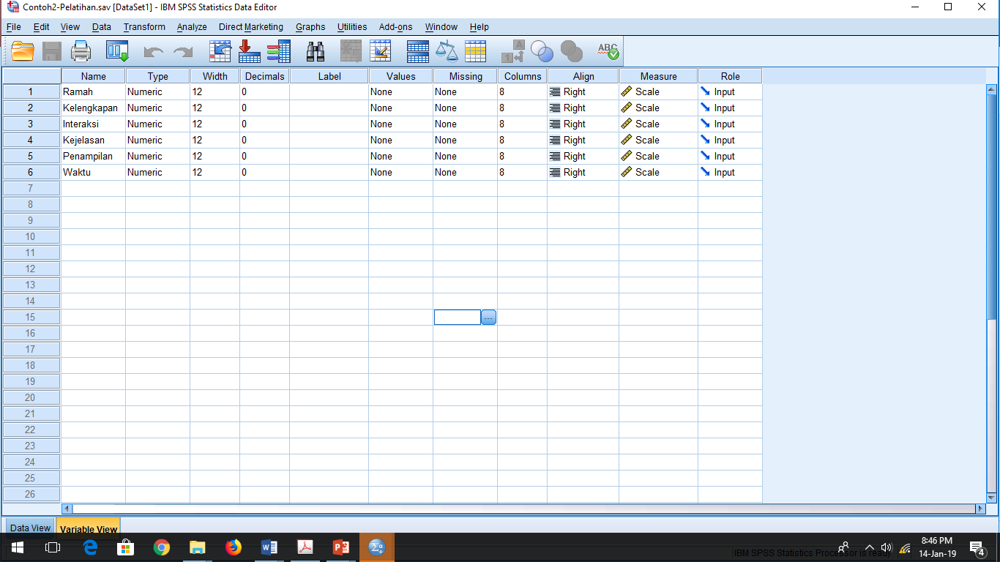 Contoh2-Pelatihan.sav [DataSet1] - IBM SPSS Statistics Data Editor
File Edit View Data Transform Analyze Direct Marketing Graphs Utilities Add-ons Window Help
A 1 ABC
Name Type Width Decimals Label Values Missing Columns Align Measure Role
1 Ramah Numeric 12 0 None None 8 Right Scale Input
2 Kelengkapan Numeric 12 0 None None 8 Right Scale Input
3 Interaksi Numeric 12 0 None None 8 Right Scale Input
4 Kejelasan Numeric 12 0 None None 8 Right Scale Input
5 Penampilan Numeric 12 0 None None 8 Right Scale Input
6 Waktu Numeric 12 0 None None 8 Right Scale Input
7
8
9
10
11
12
13
14
15 ...
16
17
18
19
20
21
22
23
24
25
26
Data View Variable View
IBM SPSS Statistics Processor is ready
8:46 PM
14-Jan-19
4